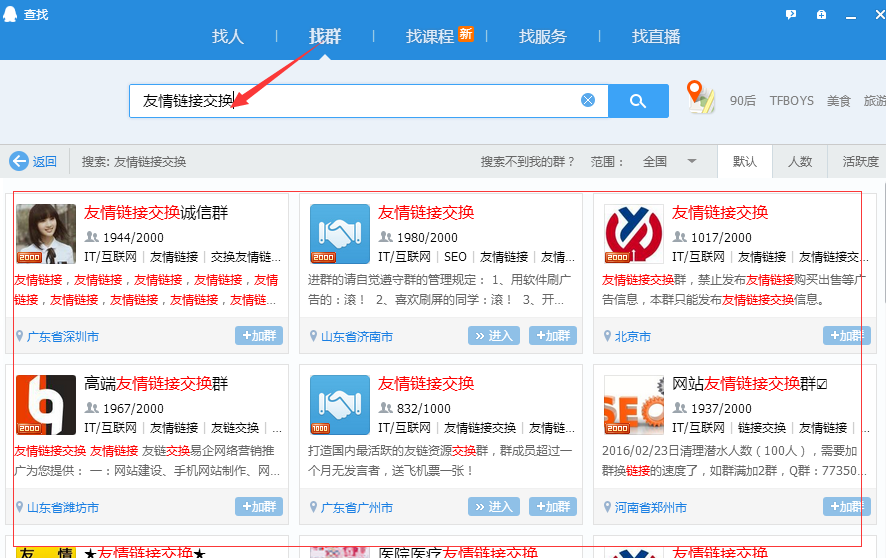 查找
找人 找群 找课程 新 找服务 找直播
友情链接交换 90后 TFBOYS 美食 旅游
返回 搜索: 友情链接交换 搜索不到我的群？ 范围： 全国 默认 人数 活跃度
友情链接交换诚信群
1944/2000
IT/互联网 | 友情链接 | 交换友情链...
2000
友情链接，友情链接，友情链接，友情链接，友情
链接，友情链接，友情链接，友情链接，友情链...
广东省深圳市 +加群
友情链接交换
1980/2000
IT/互联网 | SEO | 友情链接 | 友情...
2000
进群的请自觉遵守群的管理规定： 1、用软件刷广
告的：滚！ 2、喜欢刷屏的同学：滚！ 3、开...
山东省济南市 » 进入 +加群
友情链接交换
1017/2000
IT/互联网 | 友情链接 | 友情链接交...
2000
友情链接交换群，禁止发布友情链接购买出售等广
告信息，本群只能发布友情链接交换信息。
北京市 +加群
高端友情链接交换群
1967/2000
IT/互联网 | 友情链接 | 友链交换 | ...
2000
友情链接交换 友情链接 友链交换易企网络营销推
广为您提供： 一：网站建设、手机网站制作、网...
山东省潍坊市 +加群
友情链接交换
832/1000
IT/互联网 | 友情链接交换 | 友情链...
1000
打造国内最活跃的友链资源交换群，群成员超过一
个月无发言者，送飞机票一张！
广东省广州市 » 进入 +加群
网站友情链接交换群☑
1937/2000
IT/互联网 | 链接交换 | 友情链接 | ...
SEO
2000
2016/02/23日清理潜水人数（100人），需要加
群换链接的速度了，如群满加2群，Q群：77350...
河南省郑州市 +加群
友 情 ★友情链接交换★
医院医疗友情链接交换
友情链接交换